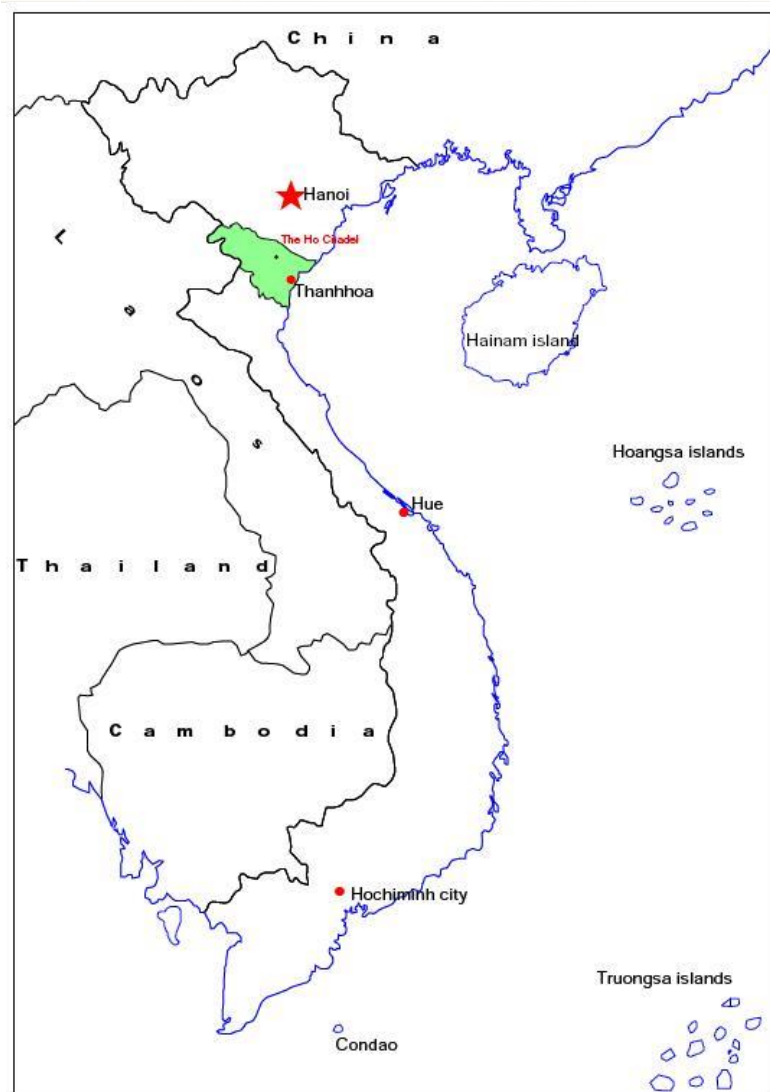 China
Hanoi
The Ho Citadel
Thanhhoa
Laos
Hainam island
Hoangsa islands
Hue
Thailand
Cambodia
Hochiminh city
Truongsa islands
Condao